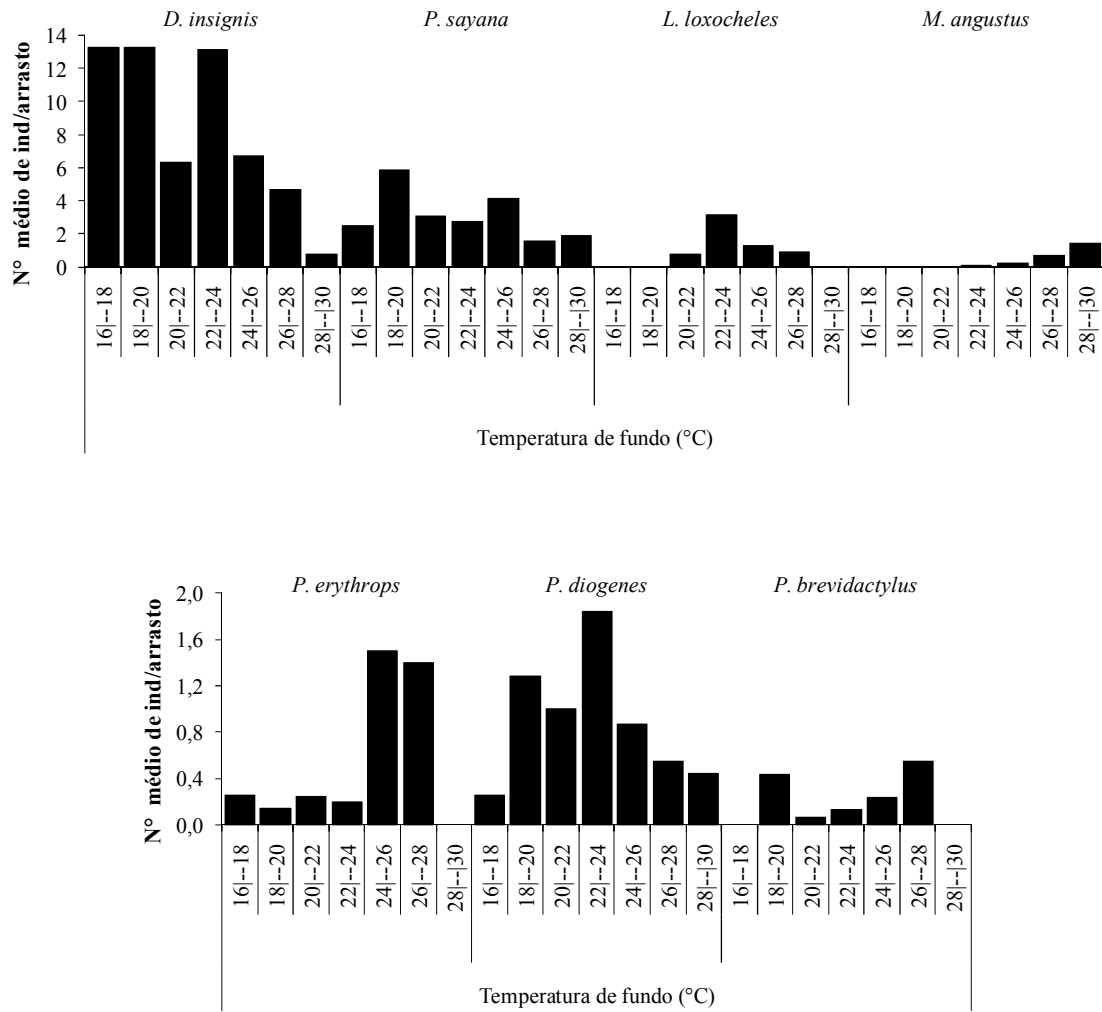 D. insignis P. sayana L. loxocheles M. angustus
N° médio de ind/arrasto
14
12
10
8
6
4
2
0
16|--18 18|--20 20|--22 22|--24 24|--26 26|--28 28|--|30 16|--18 18|--20 20|--22 22|--24 24|--26 26|--28 28|--|30 16|--18 18|--20 20|--22 22|--24 24|--26 26|--28 28|--|30 16|--18 18|--20 20|--22 22|--24 24|--26 26|--28 28|--|30
Temperatura de fundo (°C)
P. erythrops P. diogenes P. brevidactylus
N° médio de ind/arrasto
2,0
1,6
1,2
0,8
0,4
0,0
16|--18 18|--20 20|--22 22|--24 24|--26 26|--28 28|--|30 16|--18 18|--20 20|--22 22|--24 24|--26 26|--28 28|--|30 16|--18 18|--20 20|--22 22|--24 24|--26 26|--28 28|--|30
Temperatura de fundo (°C)